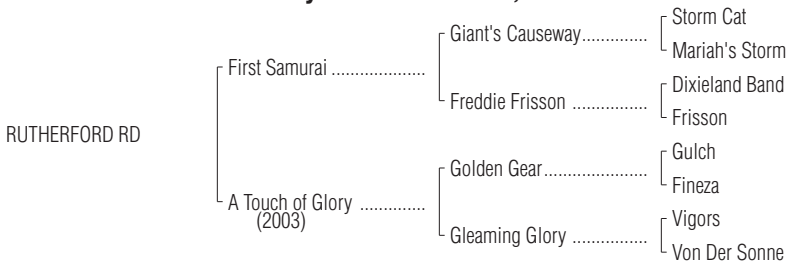 Storm Cat
Giant's Causeway..............
Mariah's Storm
First Samurai ....................
Dixieland Band
Freddie Frisson ................
Frisson
RUTHERFORD RD
Gulch
Golden Gear......................
Fineza
A Touch of Glory ..............
(2003)
Vigors
Gleaming Glory ................
Von Der Sonne